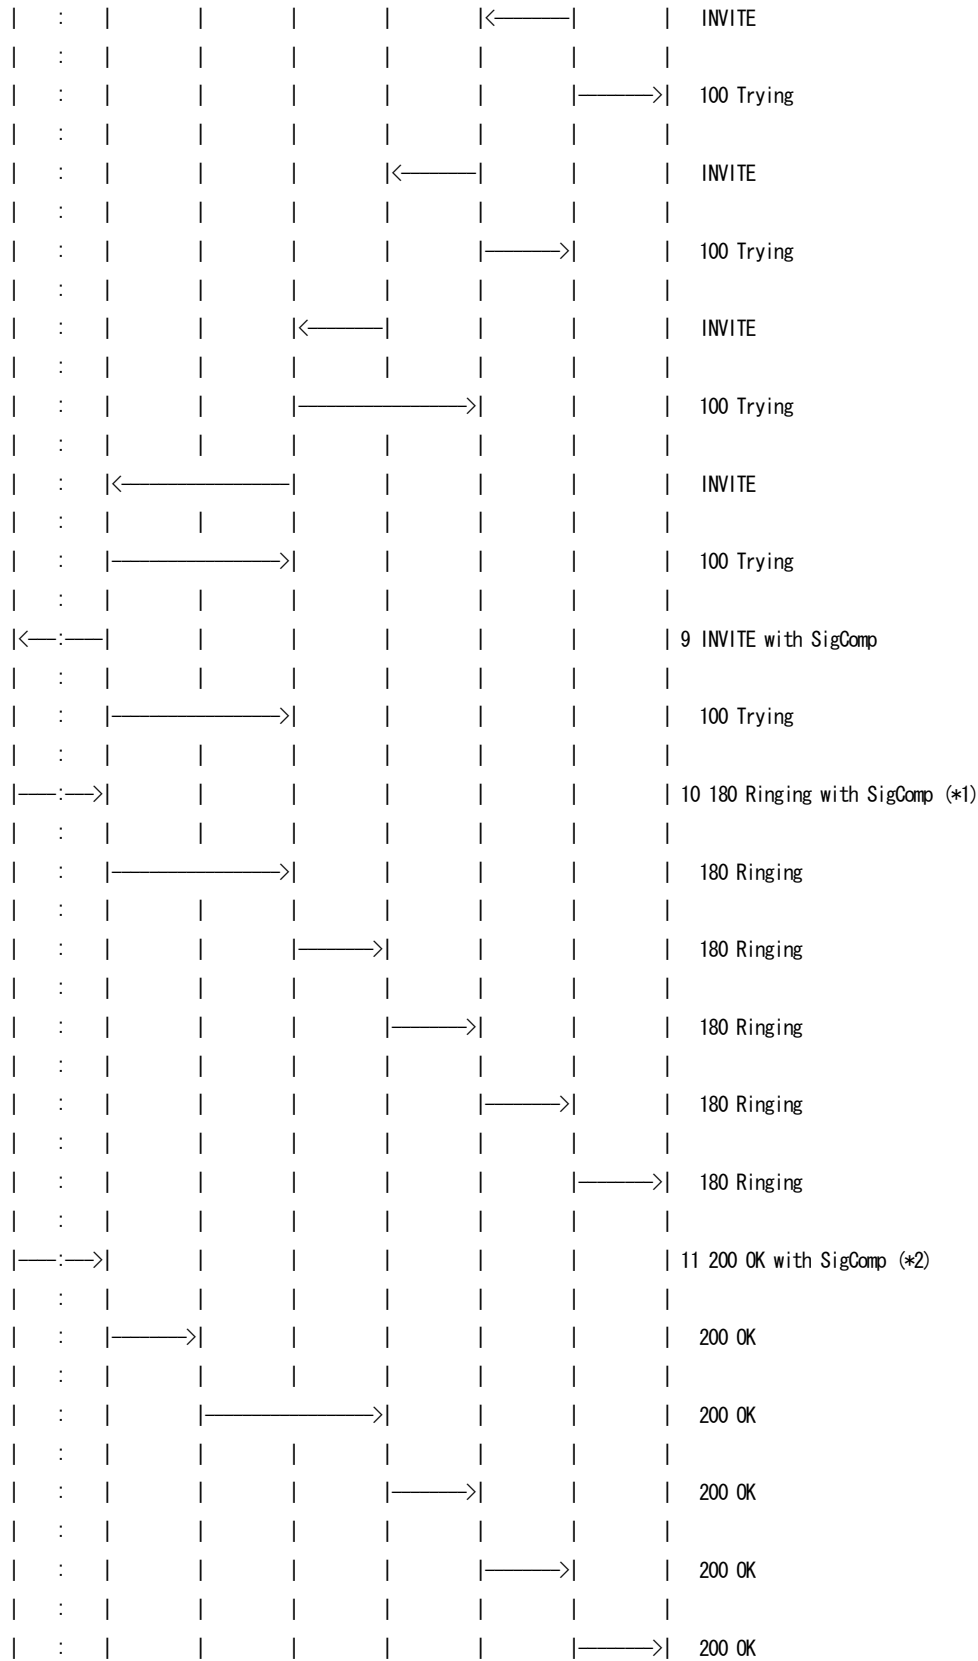 INVITE
100 Trying
INVITE
100 Trying
INVITE
100 Trying
INVITE
100 Trying
9 INVITE with SigComp
100 Trying
10 180 Ringing with SigComp (*1)
180 Ringing
180 Ringing
180 Ringing
180 Ringing
180 Ringing
11 200 OK with SigComp (*2)
200 OK
200 OK
200 OK
200 OK
200 OK